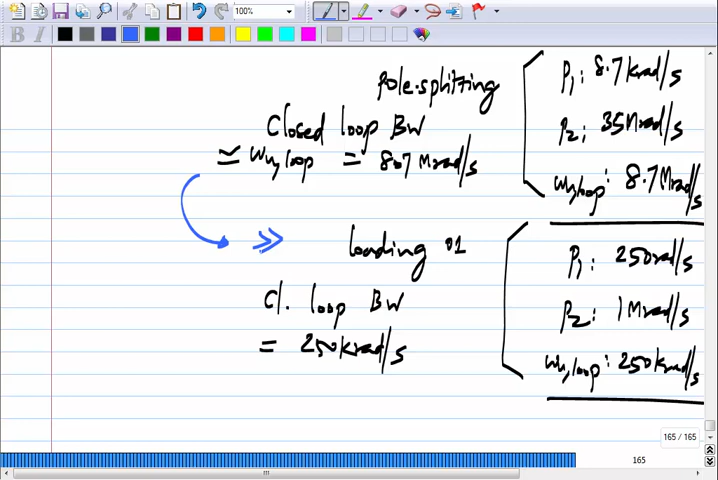 100%
B I
pole-splitting
Closed loop BW
≃ ωu,loop = 8.7 Mrad/s
p1: 8.7 krad/s
p2: 35 Mrad/s
ωu,loop: 8.7 Mrad/s
≫ loading 01
Cl. loop BW
= 250 krad/s
p1: 250 rad/s
p2: 1 Mrad/s
ωu,loop: 250 krad/s
165 / 165
165